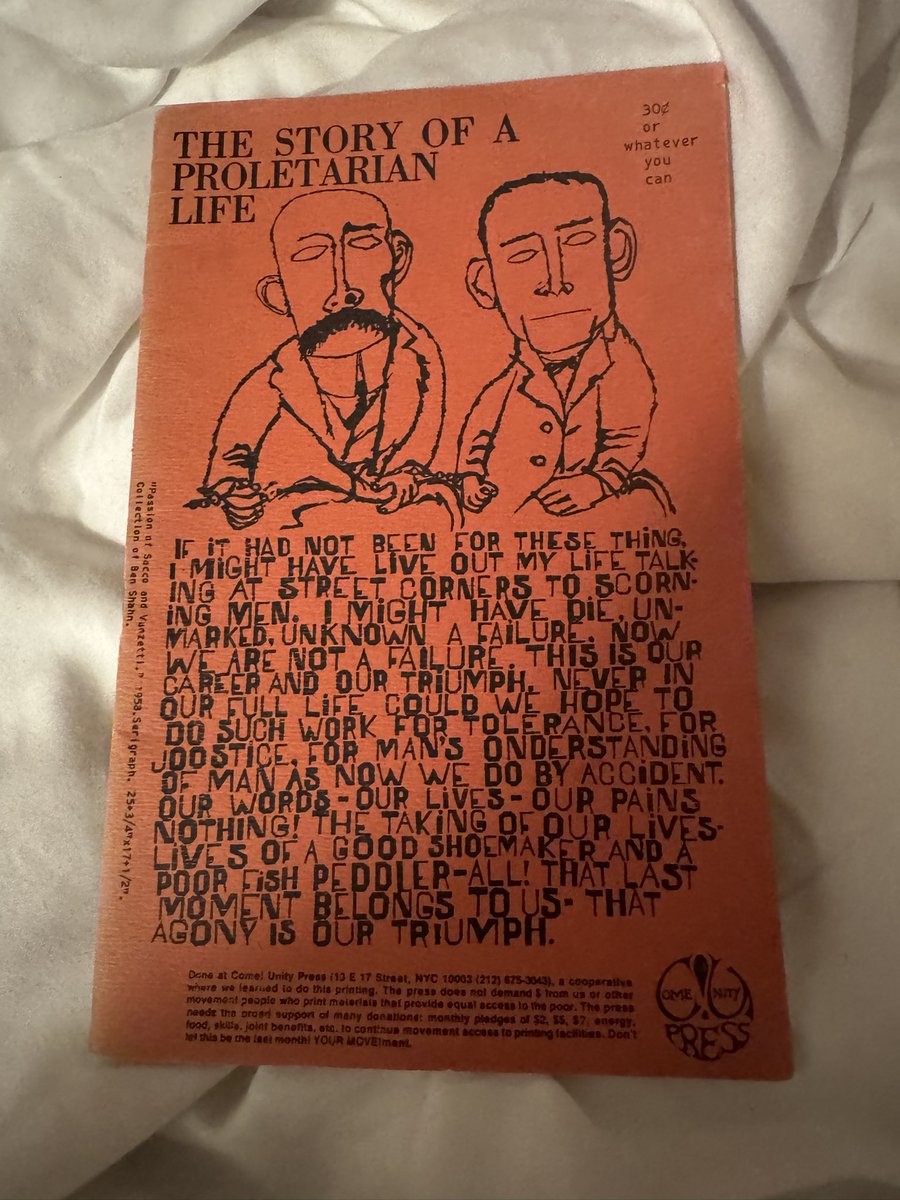 THE STORY OF A
PROLETARIAN
LIFE
30¢
or
whatever
you
can
IF IT HAD NOT BEEN FOR THESE THING,
I MIGHT HAVE LIVE OUT MY LIFE TALK-
ING AT STREET CORNERS TO SCORN-
ING MEN. I MIGHT HAVE DIE, UN-
MARKED, UNKNOWN A FAILURE. NOW
WE ARE NOT A FAILURE. THIS IS OUR
CAREER AND OUR TRIUMPH. NEVER IN
OUR FULL LIFE COULD WE HOPE TO
DO SUCH WORK FOR TOLERANCE, FOR
JOOSTICE, FOR MAN'S ONDERSTANDING
OF MAN AS NOW WE DO BY ACCIDENT.
OUR WORDS - OUR LIVES - OUR PAINS
NOTHING! THE TAKING OF OUR LIVES-
LIVES OF A GOOD SHOEMAKER AND A
POOR FISH PEDDLER-ALL! THAT LAST
MOMENT BELONGS TO US- THAT
AGONY IS OUR TRIUMPH.
"Passion of Sacco and Vanzetti," 1958.Serigraph. 25+3/4"x17+1/2".
Collection of Ben Shahn.
Done at Come! Unity Press (13 E 17 Street, NYC 10003 (212) 675-3043), a cooperative
where we learned to do this printing. The press does not demand $ from us or other
movement people who print materials that provide equal access to the poor. The press
needs the broad support of many donations: monthly pledges of $2, $5, $7, energy,
food, skills, joint benefits, etc. to continue movement access to printing facilities. Don't
let this be the last month! YOUR MOVE!ment.
COME ! UNITY
PRESS